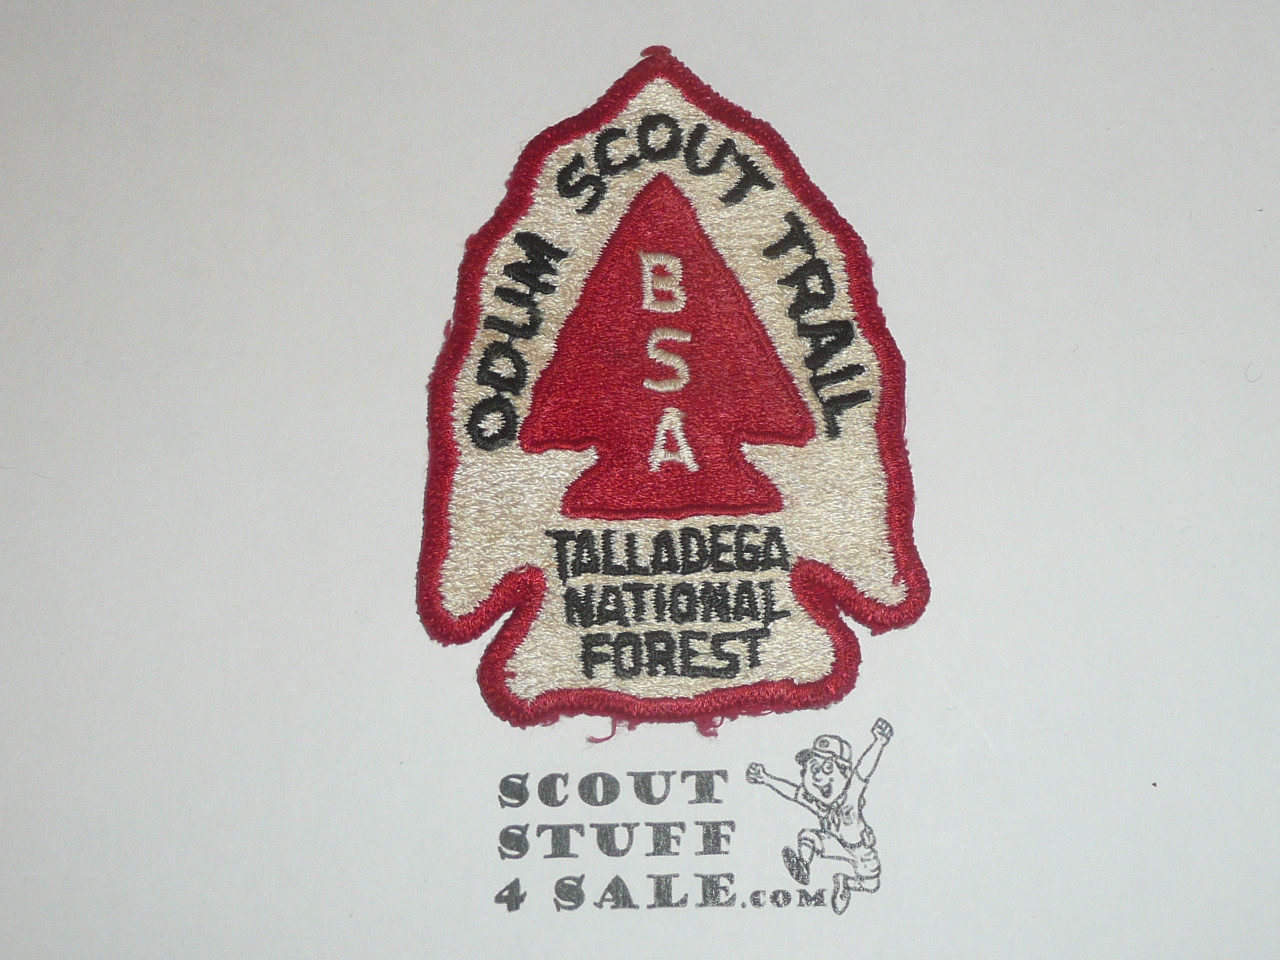 ODUM SCOUT TRAIL
B
S
A
TALLADEGA
NATIONAL
FOREST
SCOUT
STUFF
4 SALE.COM